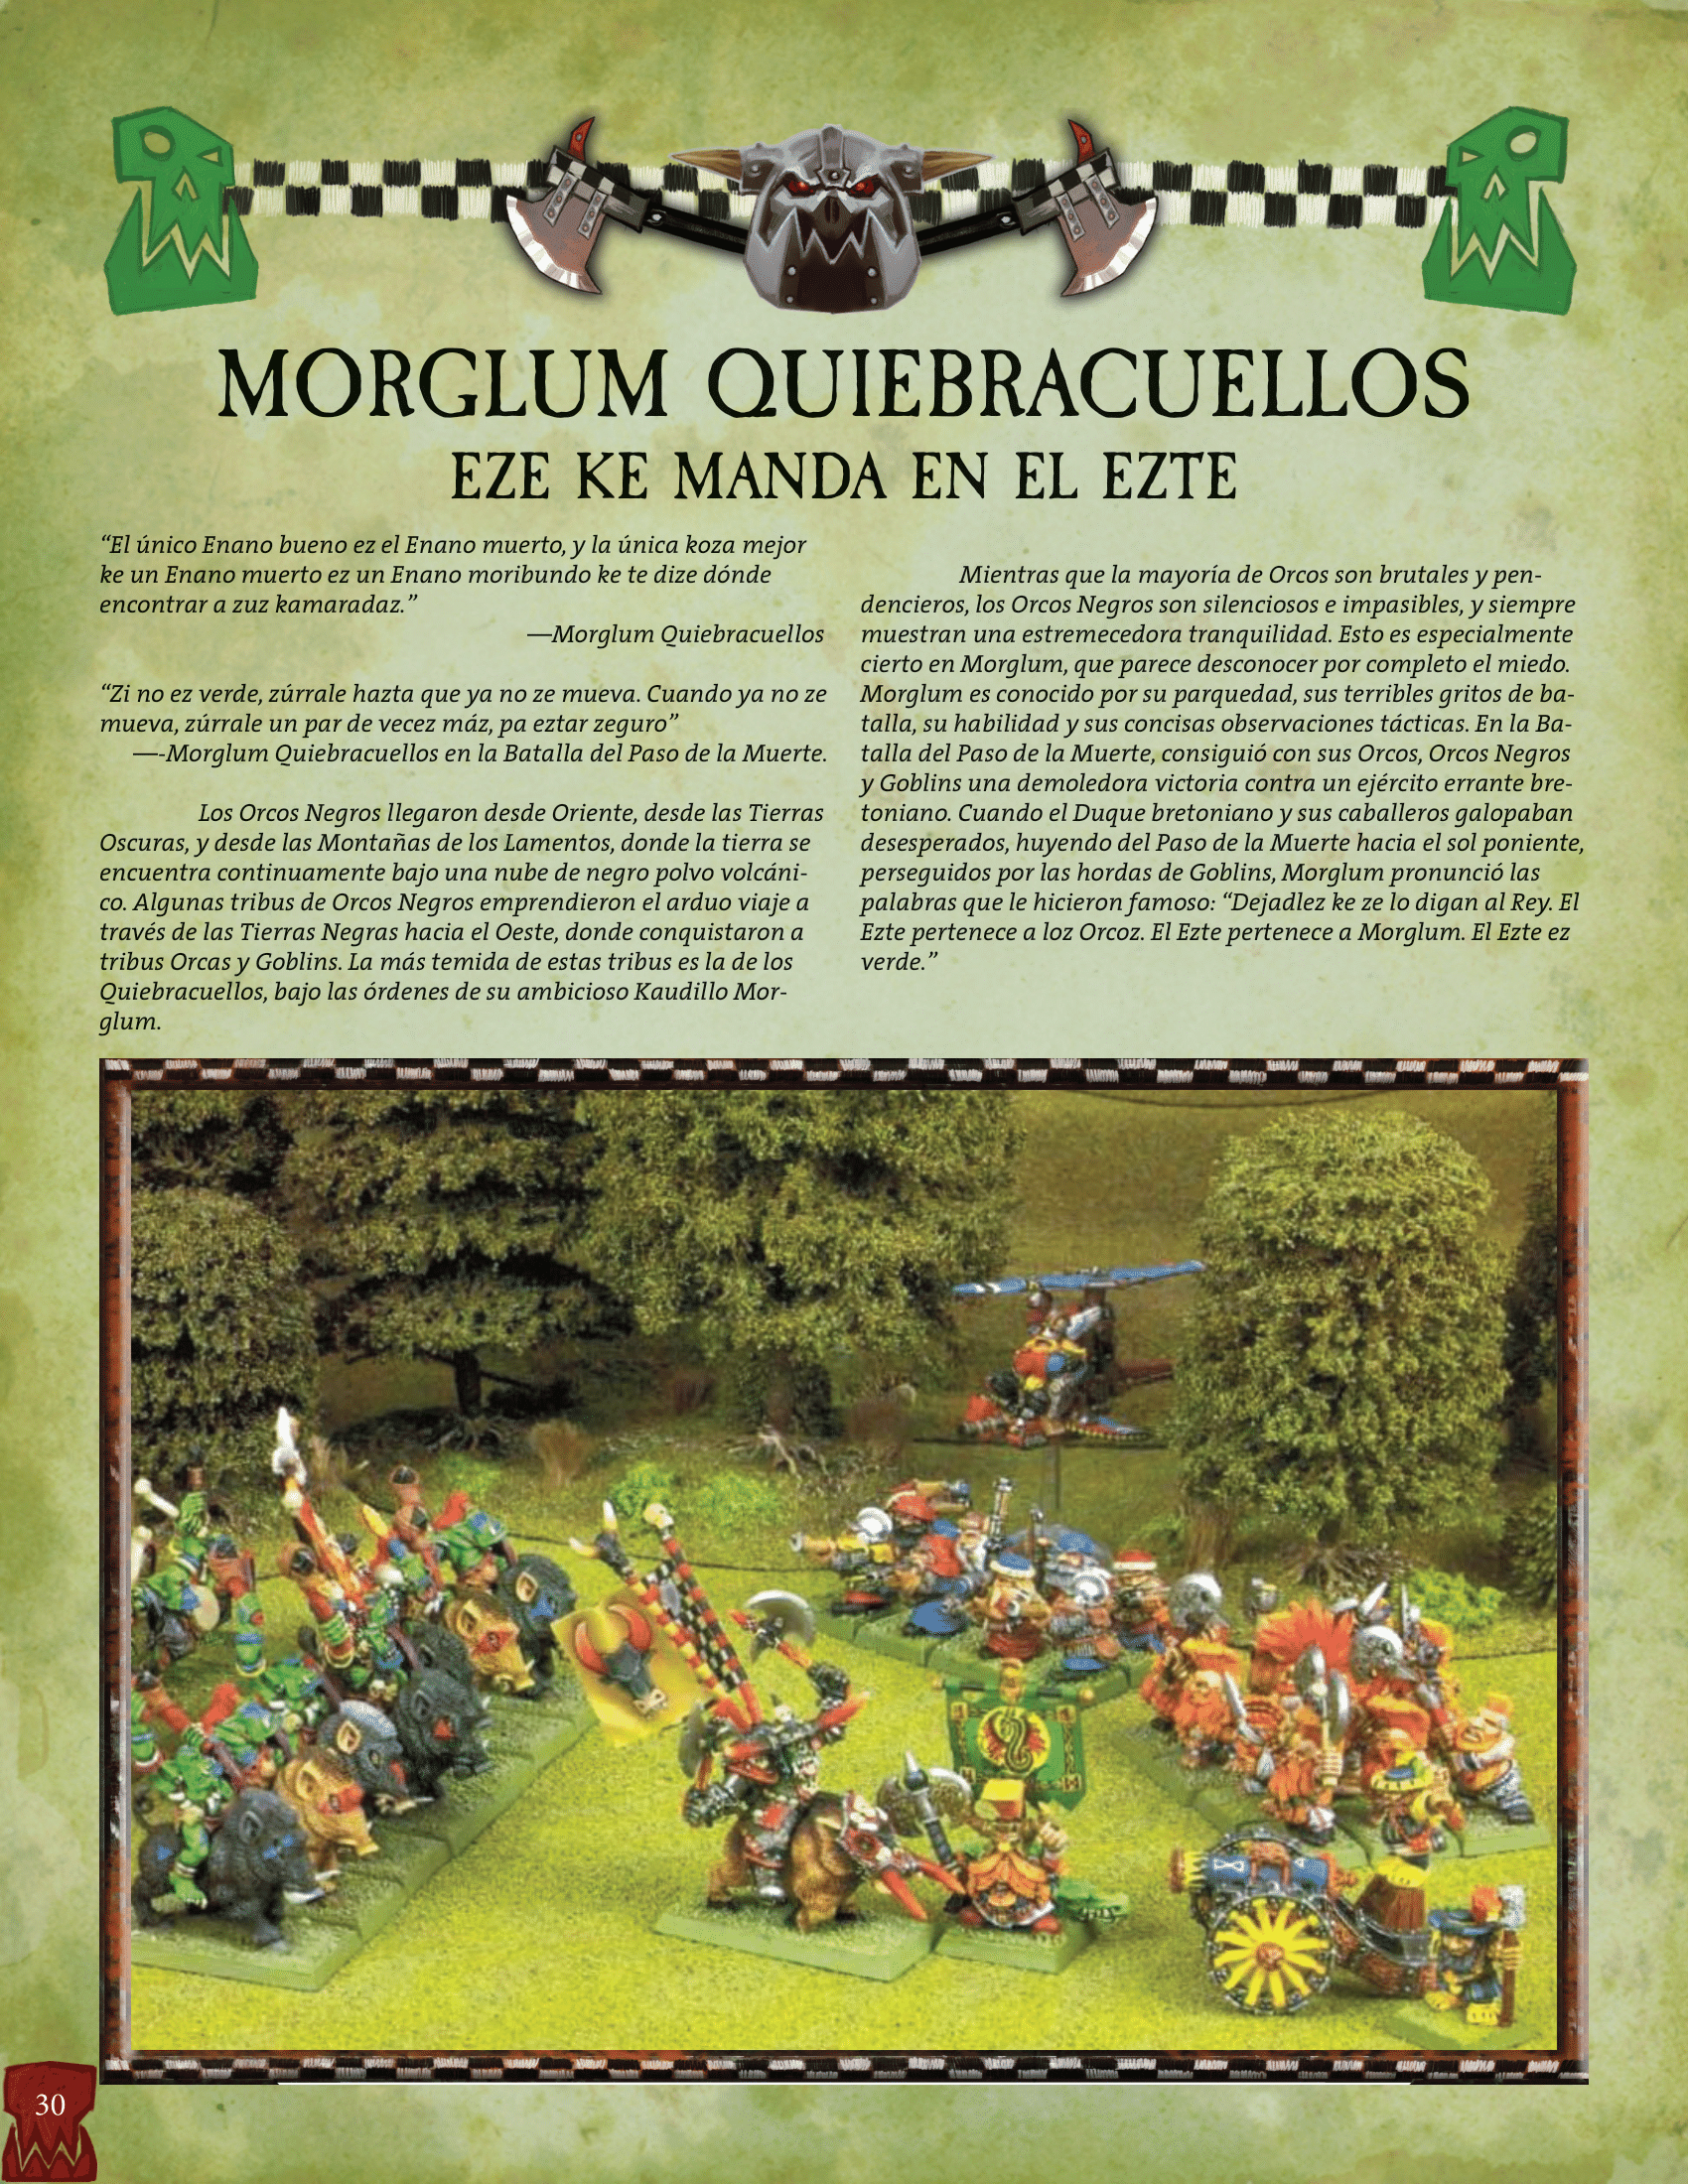 MORGLUM QUIEBRACUELLOS
EZE KE MANDA EN EL EZTE
“El único Enano bueno ez el Enano muerto, y la única koza mejor
ke un Enano muerto ez un Enano moribundo ke te dize dónde
encontrar a zuz kamaradaz.”
—Morglum Quiebracuellos
“Zi no ez verde, zúrrale hazta que ya no ze mueva. Cuando ya no ze
mueva, zúrrale un par de vecez máz, pa eztar zeguro”
—-Morglum Quiebracuellos en la Batalla del Paso de la Muerte.
Los Orcos Negros llegaron desde Oriente, desde las Tierras
Oscuras, y desde las Montañas de los Lamentos, donde la tierra se
encuentra continuamente bajo una nube de negro polvo volcáni-
co. Algunas tribus de Orcos Negros emprendieron el arduo viaje a
través de las Tierras Negras hacia el Oeste, donde conquistaron a
tribus Orcas y Goblins. La más temida de estas tribus es la de los
Quiebracuellos, bajo las órdenes de su ambicioso Kaudillo Mor-
glum.
Mientras que la mayoría de Orcos son brutales y pen-
dencieros, los Orcos Negros son silenciosos e impasibles, y siempre
muestran una estremecedora tranquilidad. Esto es especialmente
cierto en Morglum, que parece desconocer por completo el miedo.
Morglum es conocido por su parquedad, sus terribles gritos de ba-
talla, su habilidad y sus concisas observaciones tácticas. En la Ba-
talla del Paso de la Muerte, consiguió con sus Orcos, Orcos Negros
y Goblins una demoledora victoria contra un ejército errante bre-
toniano. Cuando el Duque bretoniano y sus caballeros galopaban
desesperados, huyendo del Paso de la Muerte hacia el sol poniente,
perseguidos por las hordas de Goblins, Morglum pronunció las
palabras que le hicieron famoso: “Dejadlez ke ze lo digan al Rey. El
Ezte pertenece a loz Orcoz. El Ezte pertenece a Morglum. El Ezte ez
verde.”
30